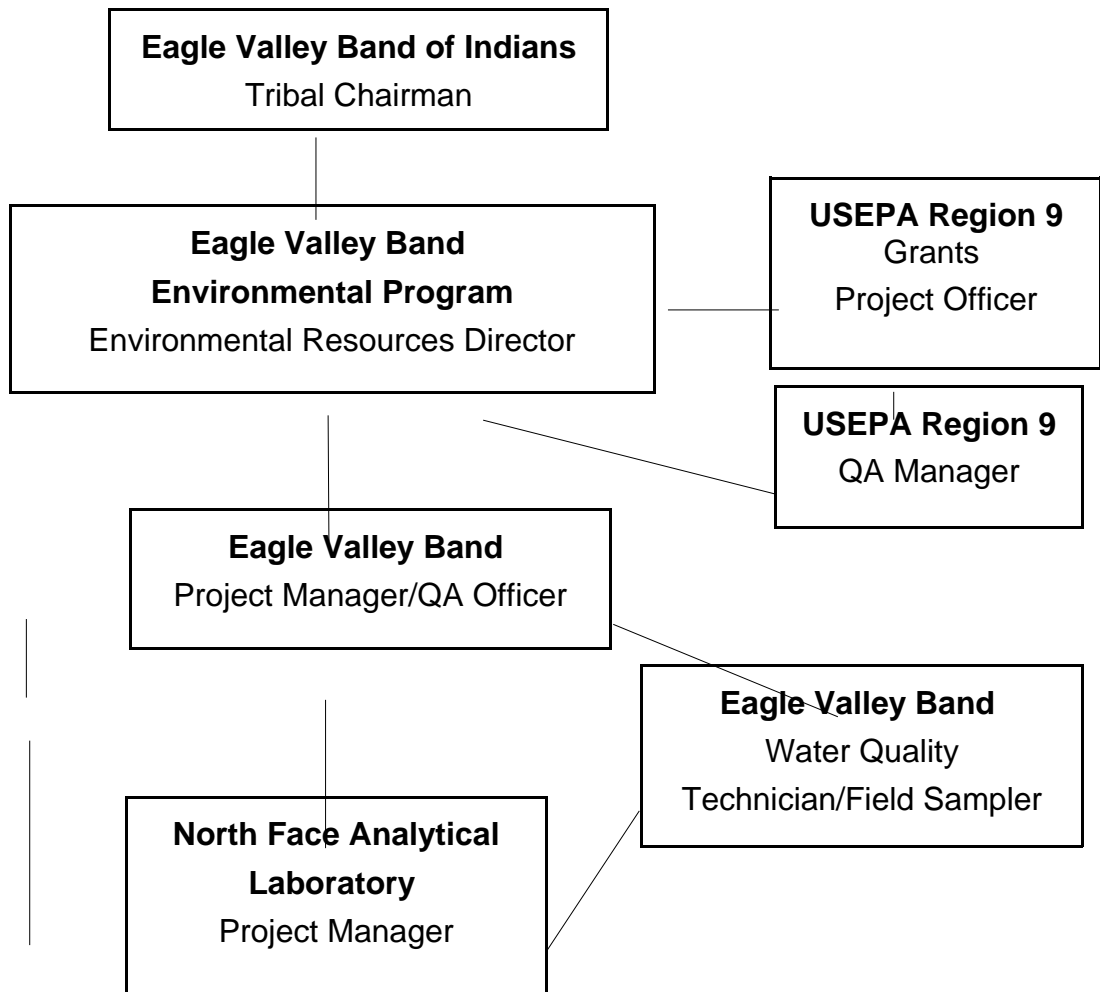 Eagle Valley Band of Indians
Tribal Chairman
Eagle Valley Band
Environmental Program
Environmental Resources Director
USEPA Region 9
Grants
Project Officer
USEPA Region 9
QA Manager
Eagle Valley Band
Project Manager/QA Officer
Eagle Valley Band
Water Quality
Technician/Field Sampler
North Face Analytical
Laboratory
Project Manager